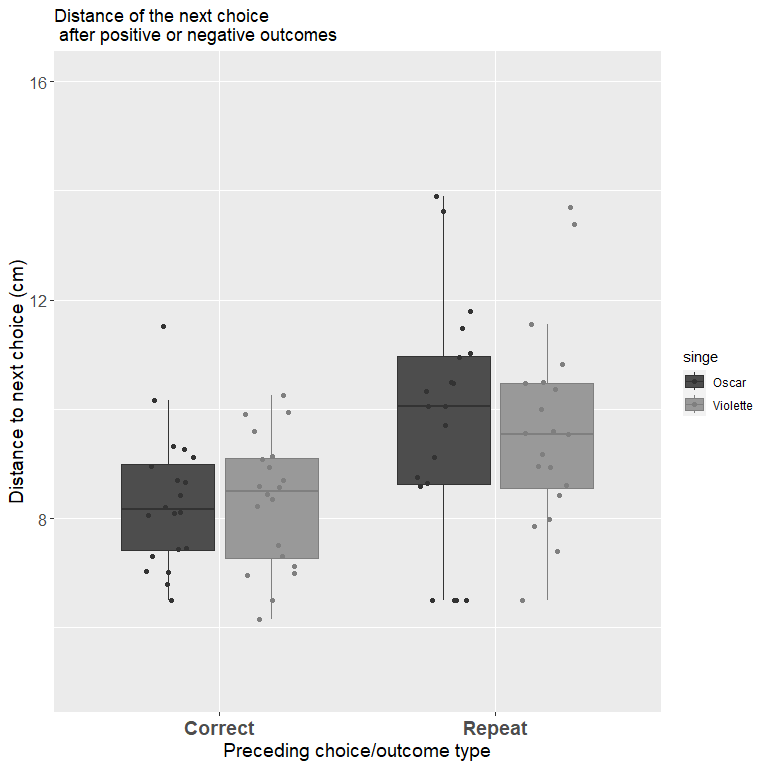 Distance of the next choice
after positive or negative outcomes
16
12
8
Distance to next choice (cm)
Correct
Repeat
Preceding choice/outcome type
singe
Oscar
Violette